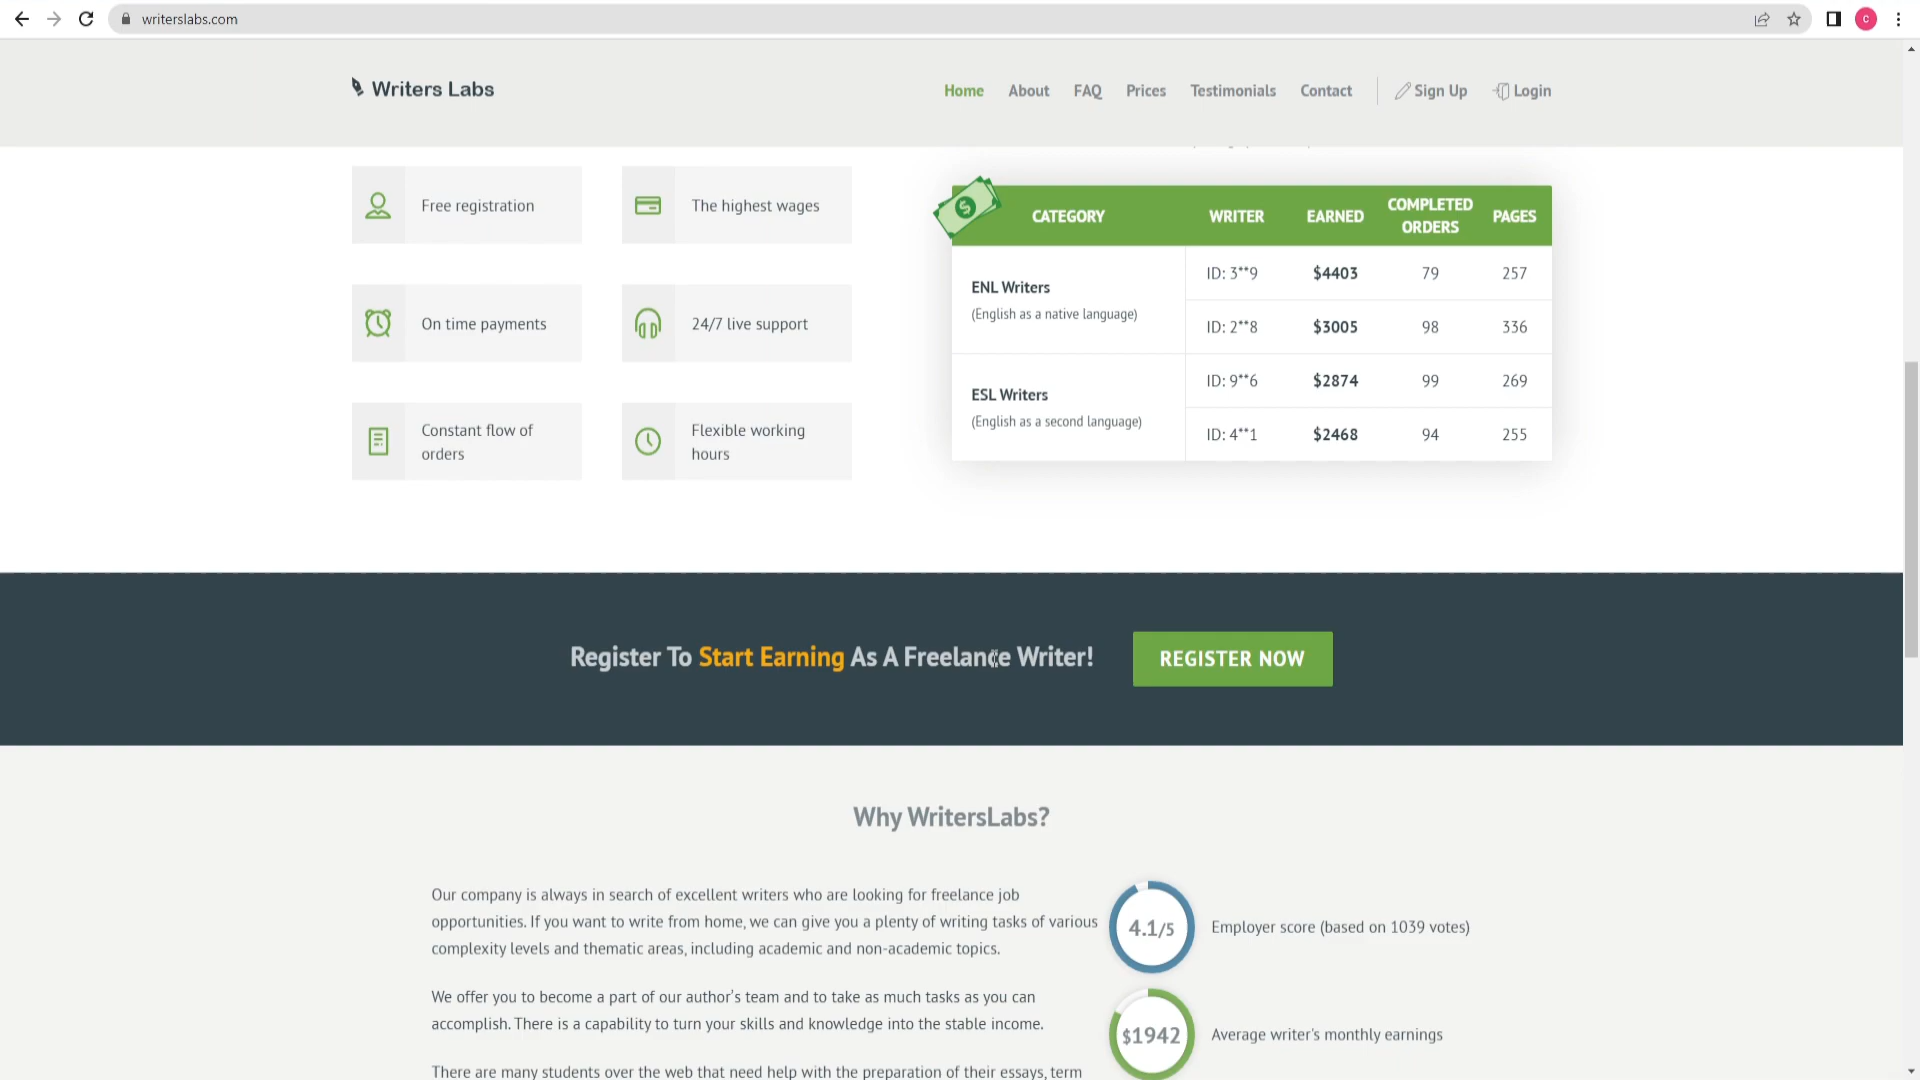 writerslabs.com
C
Writers Labs
Home About FAQ Prices Testimonials Contact Sign Up Login
Free registration
The highest wages
On time payments
24/7 live support
Constant flow of
orders
Flexible working
hours
CATEGORY WRITER EARNED COMPLETED ORDERS PAGES
ENL Writers
(English as a native language)
ID: 3**9 $4403 79 257
ID: 2**8 $3005 98 336
ESL Writers
(English as a second language)
ID: 9**6 $2874 99 269
ID: 4**1 $2468 94 255
Register To Start Earning As A Freelance Writer!
REGISTER NOW
Why WritersLabs?
Our company is always in search of excellent writers who are looking for freelance job
opportunities. If you want to write from home, we can give you a plenty of writing tasks of various
complexity levels and thematic areas, including academic and non-academic topics.
We offer you to become a part of our author's team and to take as much tasks as you can
accomplish. There is a capability to turn your skills and knowledge into the stable income.
There are many students over the web that need help with the preparation of their essays, term
4.1/5 Employer score (based on 1039 votes)
$1942 Average writer's monthly earnings